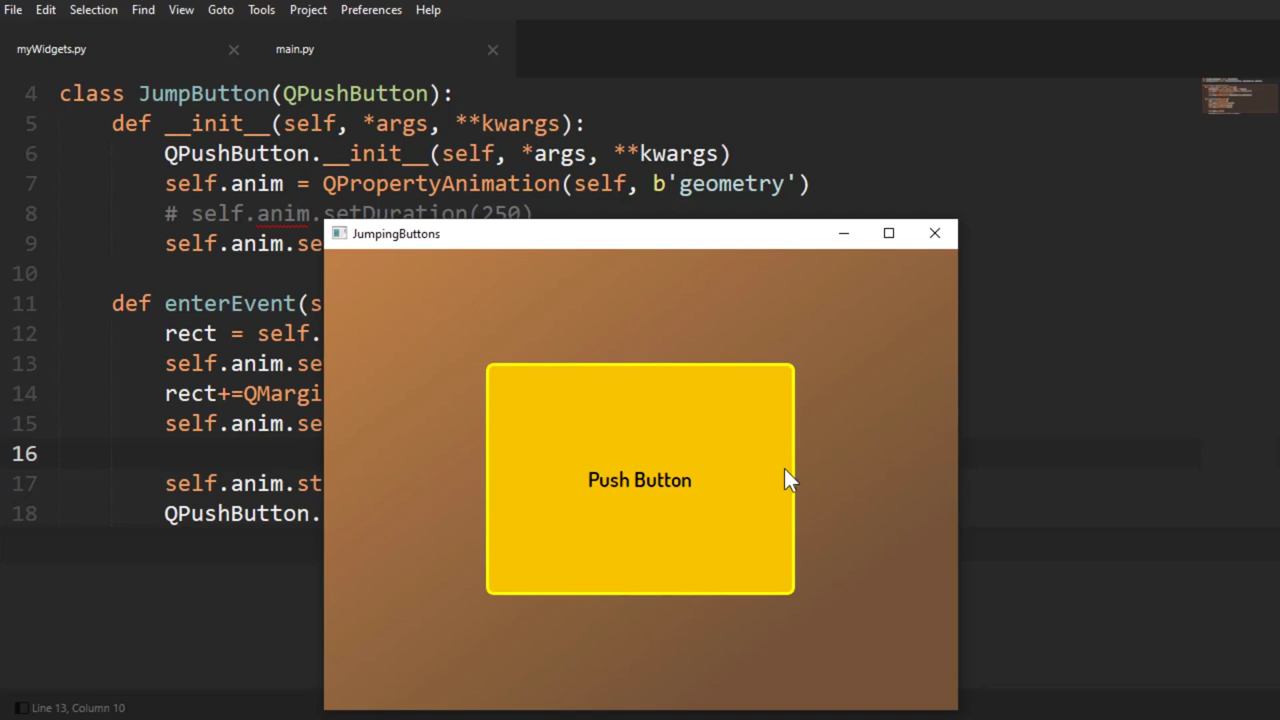 File Edit Selection Find View Goto Tools Project Preferences Help
myWidgets.py main.py
4 class JumpButton(QPushButton):
5 def __init__(self, *args, **kwargs):
6 QPushButton.__init__(self, *args, **kwargs)
7 self.anim = QPropertyAnimation(self, b'geometry')
8 # self.anim.setDuration(250)
JumpingButtons
9 self.anim.se
10
11 def enterEvent(s
12 rect = self.
13 self.anim.se
14 rect+=QMargi
15 self.anim.se
16
17 self.anim.st
18 QPushButton.
Push Button
Line 13, Column 10